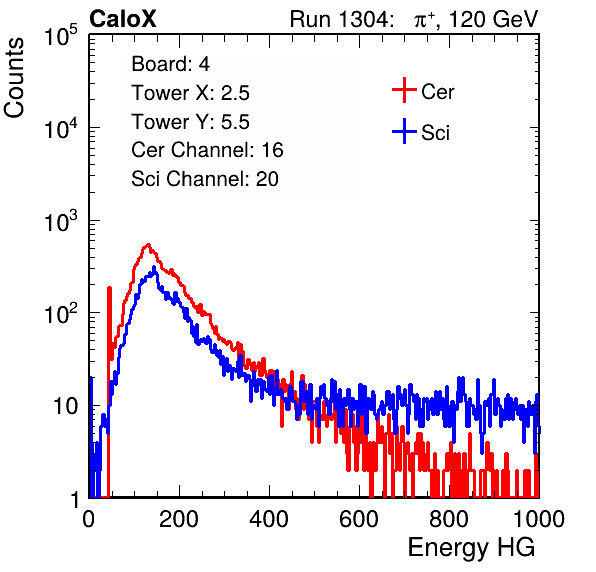 CaloX Run 1304: π⁺, 120 GeV
Counts
Board: 4
Tower X: 2.5
Tower Y: 5.5
Cer Channel: 16
Sci Channel: 20
Cer
Sci
10⁵
10⁴
10³
10²
10
1
0 200 400 600 800 1000
Energy HG